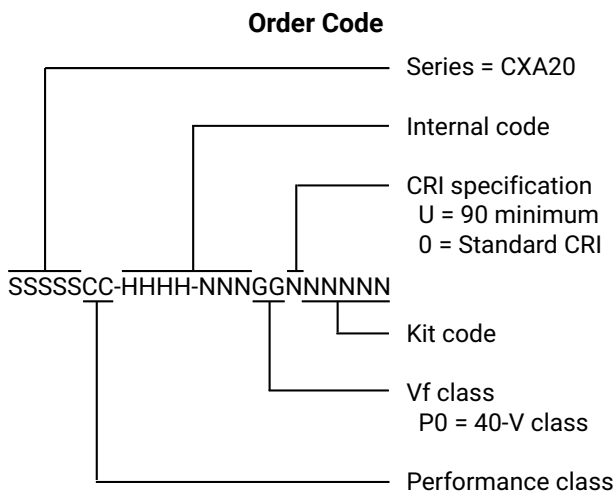 Order Code
Series = CXA20
Internal code
CRI specification
U = 90 minimum
0 = Standard CRI
SSSSSCC-HHHH-NNNGGNNNNNN
Kit code
Vf class
P0 = 40-V class
Performance class